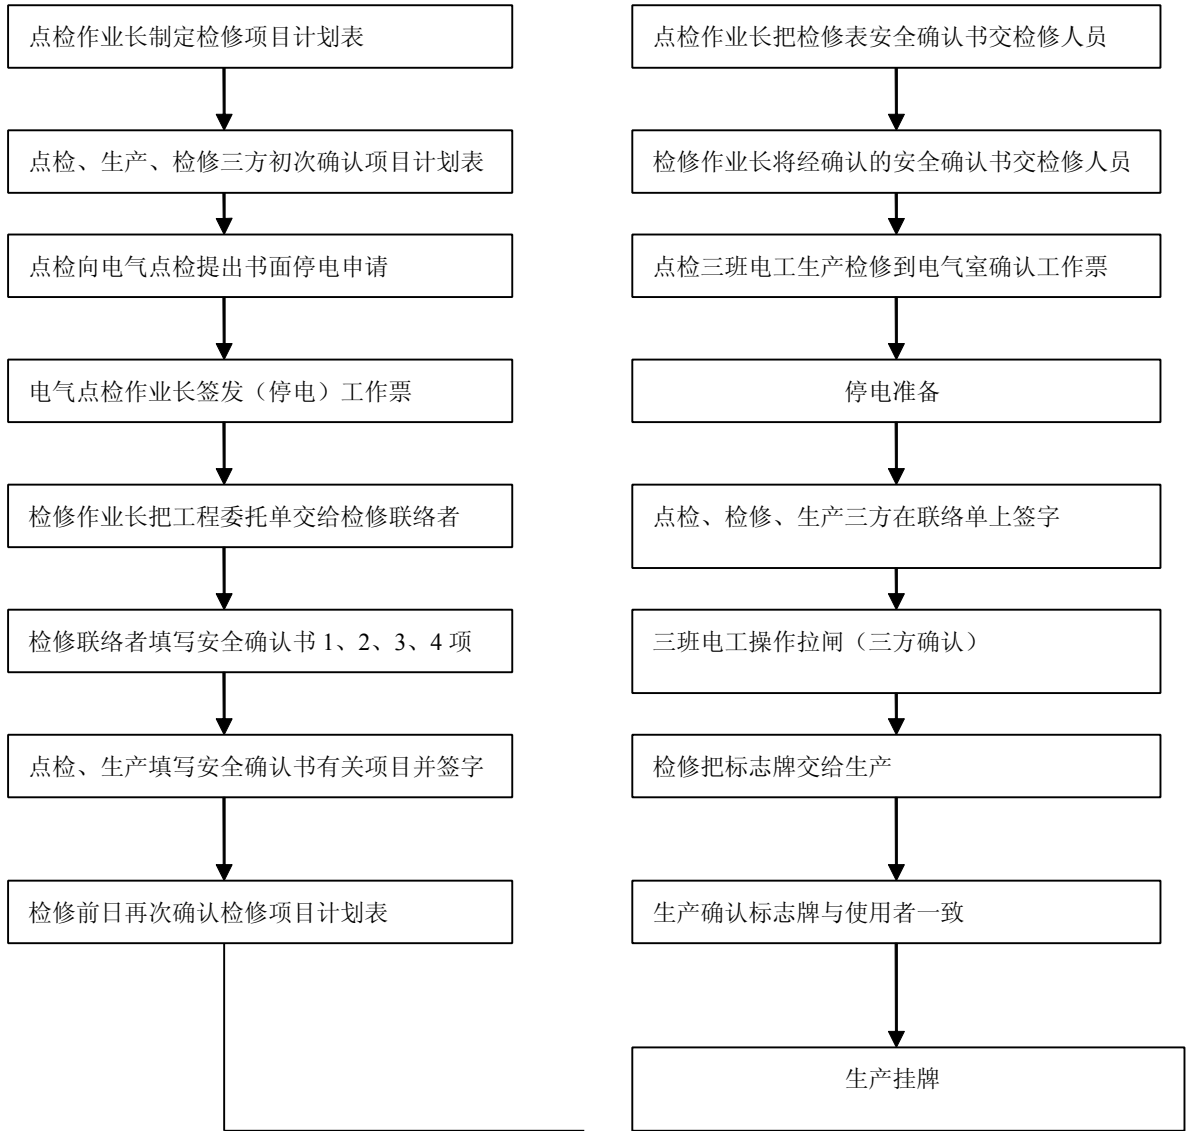 点检作业长制定检修项目计划表
点检、生产、检修三方初次确认项目计划表
点检向电气点检提出书面停电申请
电气点检作业长签发（停电）工作票
检修作业长把工程委托单交给检修联络者
检修联络者填写安全确认书 1、2、3、4 项
点检、生产填写安全确认书有关项目并签字
检修前日再次确认检修项目计划表
点检作业长把检修表安全确认书交检修人员
检修作业长将经确认的安全确认书交检修人员
点检三班电工生产检修到电气室确认工作票
停电准备
点检、检修、生产三方在联络单上签字
三班电工操作拉闸（三方确认）
检修把标志牌交给生产
生产确认标志牌与使用者一致
生产挂牌